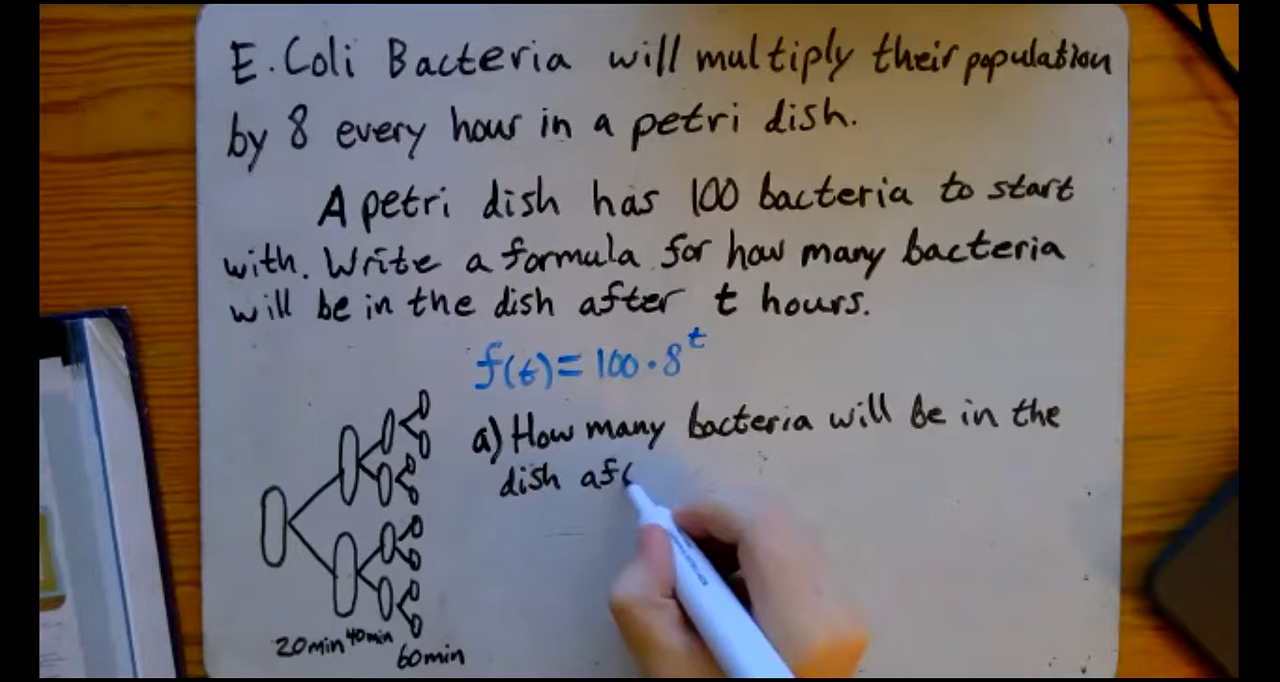 E. Coli Bacteria will multiply their population
by 8 every hour in a petri dish.
A petri dish has 100 bacteria to start
with. Write a formula for how many bacteria
will be in the dish after t hours.
f(t) = 100 · 8^t
a) How many bacteria will be in the
dish af
20min 40min
60min